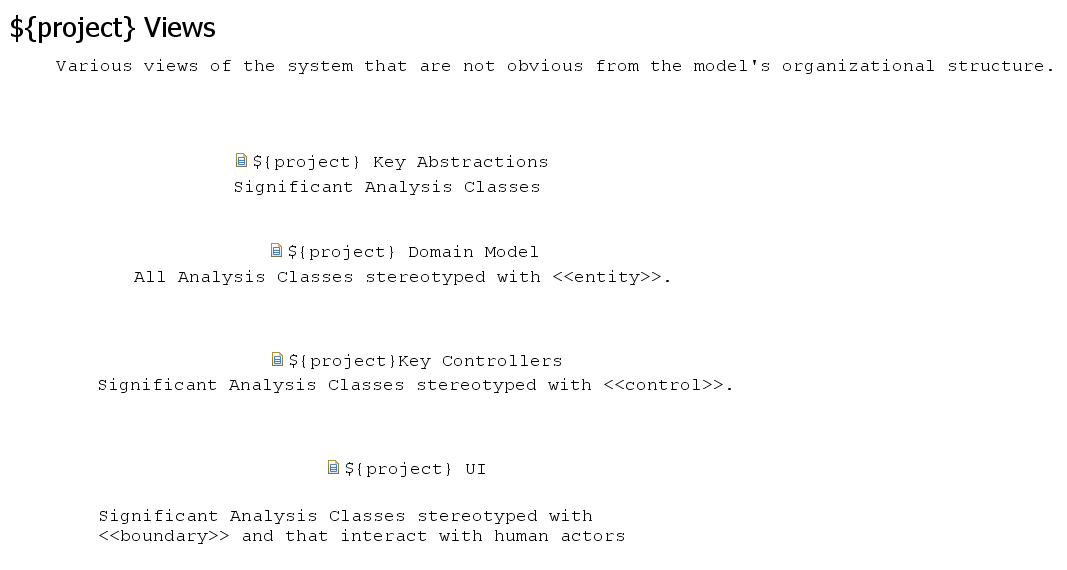 ${project} Views
Various views of the system that are not obvious from the model's organizational structure.
${project} Key Abstractions
Significant Analysis Classes
${project} Domain Model
All Analysis Classes stereotyped with <<entity>>.
${project}Key Controllers
Significant Analysis Classes stereotyped with <<control>>.
${project} UI
Significant Analysis Classes stereotyped with
<<boundary>> and that interact with human actors